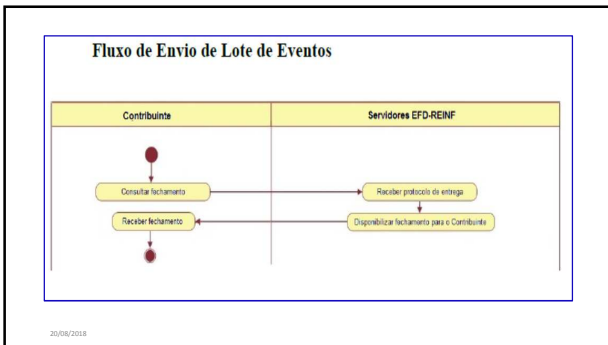 Fluxo de Envio de Lote de Eventos
Contribuinte
Servidores EFD-REINF
Consultar fechamento
Receber protocolo de entrega
Receber fechamento
Disponibilizar fechamento para o Contribuinte
20/08/2018